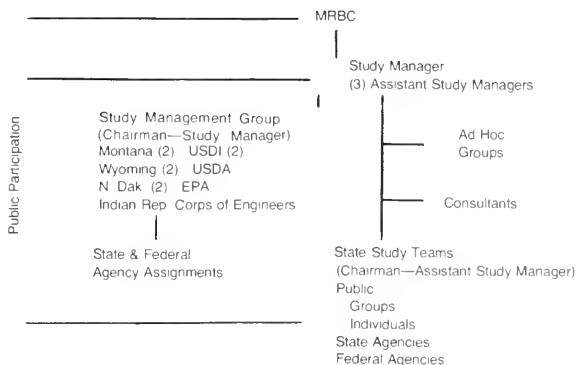 MRBC
Study Manager
(3) Assistant Study Managers
Public Participation
Study Management Group
(Chairman—Study Manager)
Montana (2) USDI (2)
Wyoming (2) USDA
N Dak (2) EPA
Indian Rep Corps of Engineers
Ad Hoc
Groups
Consultants
State & Federal
Agency Assignments
State Study Teams
(Chairman—Assistant Study Manager)
Public
Groups
Individuals
State Agencies
Federal Agencies